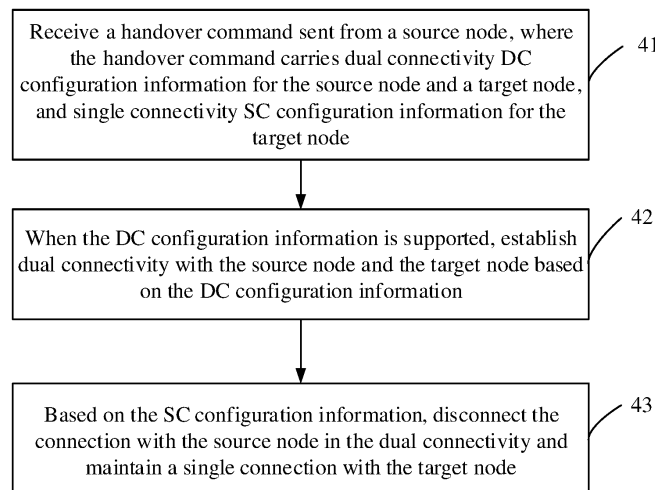 Receive a handover command sent from a source node, where
the handover command carries dual connectivity DC
configuration information for the source node and a target node,
and single connectivity SC configuration information for the
target node
41
When the DC configuration information is supported, establish
dual connectivity with the source node and the target node based
on the DC configuration information
42
Based on the SC configuration information, disconnect the
connection with the source node in the dual connectivity and
maintain a single connection with the target node
43